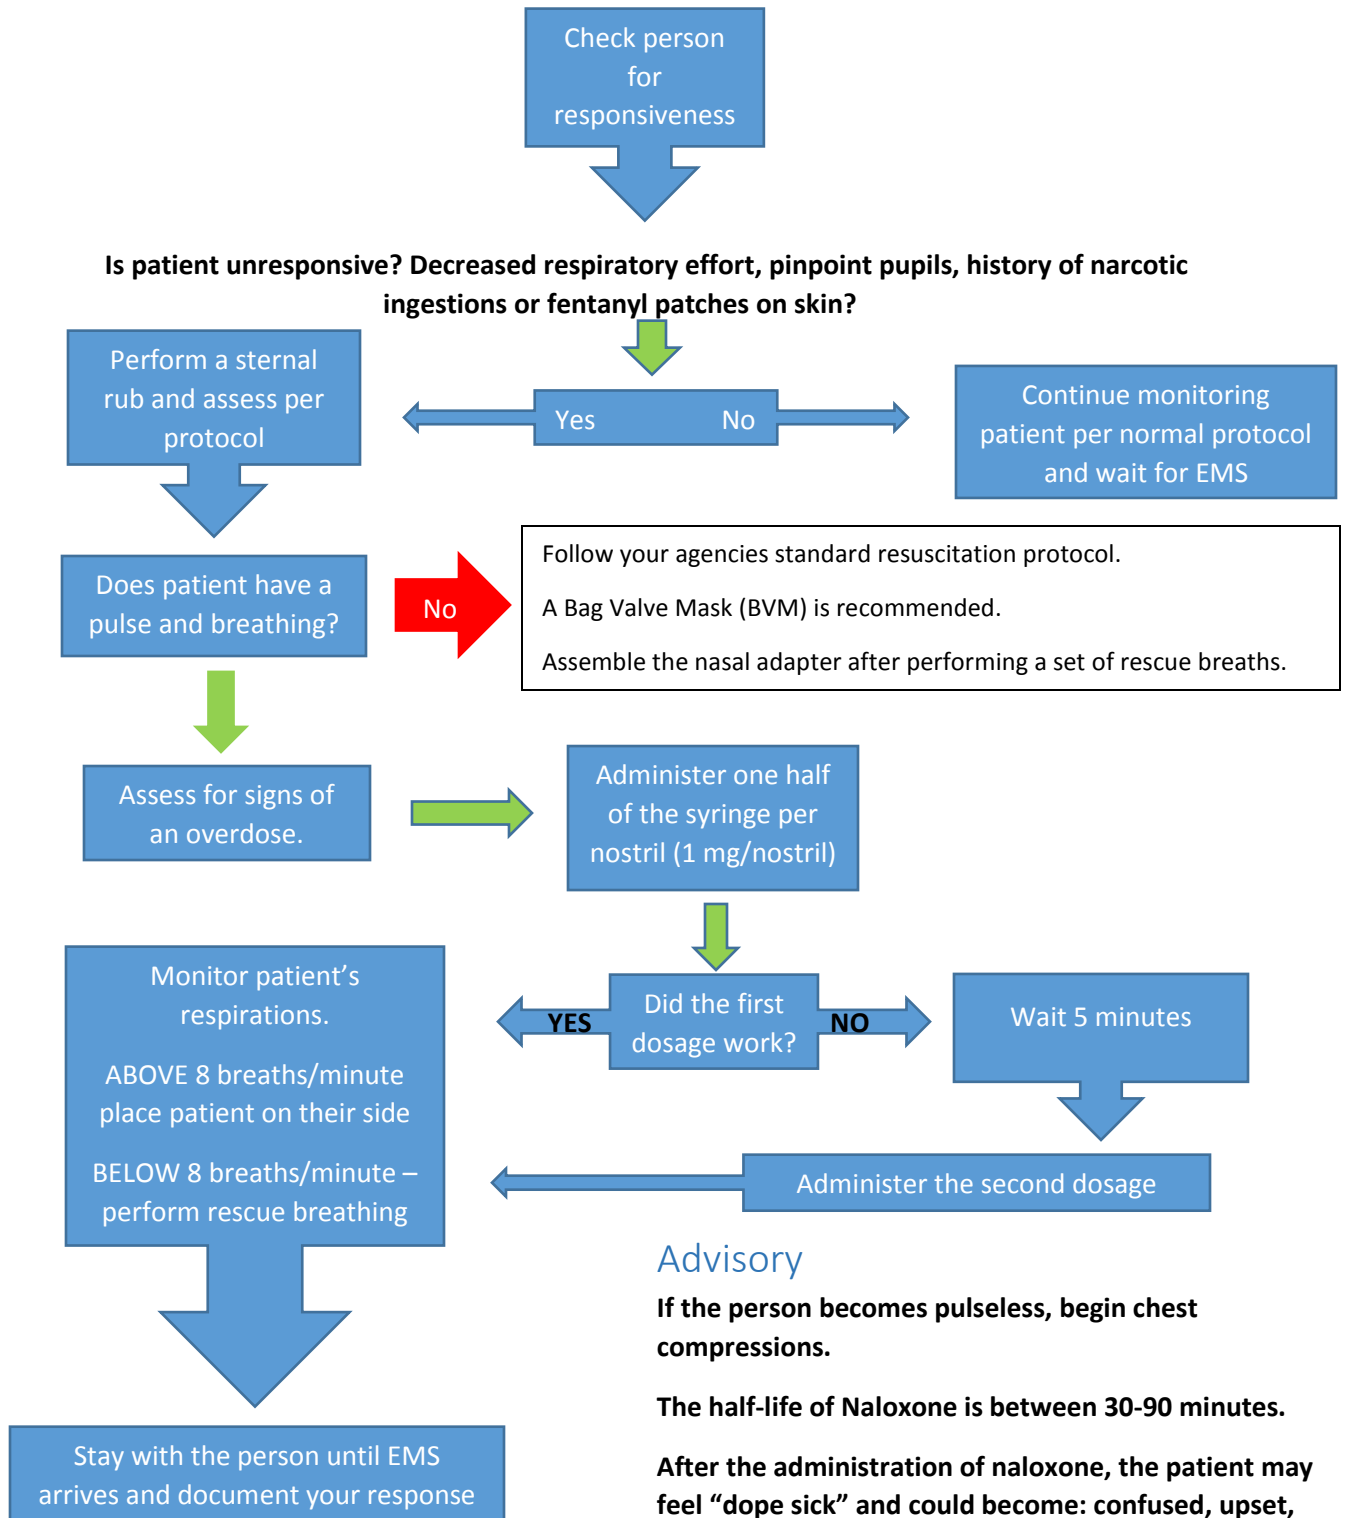 Check person
for
responsiveness
Is patient unresponsive? Decreased respiratory effort, pinpoint pupils, history of narcotic
ingestions or fentanyl patches on skin?
Perform a sternal
rub and assess per
protocol
Yes No
Continue monitoring
patient per normal protocol
and wait for EMS
Does patient have a
pulse and breathing?
No
Follow your agencies standard resuscitation protocol.
A Bag Valve Mask (BVM) is recommended.
Assemble the nasal adapter after performing a set of rescue breaths.
Assess for signs of
an overdose.
Administer one half
of the syringe per
nostril (1 mg/nostril)
Monitor patient’s
respirations.
ABOVE 8 breaths/minute
place patient on their side
BELOW 8 breaths/minute –
perform rescue breathing
YES
Did the first
dosage work?
NO
Wait 5 minutes
Administer the second dosage
Advisory
If the person becomes pulseless, begin chest
compressions.
The half-life of Naloxone is between 30-90 minutes.
After the administration of naloxone, the patient may
feel “dope sick” and could become: confused, upset,
Stay with the person until EMS
arrives and document your response